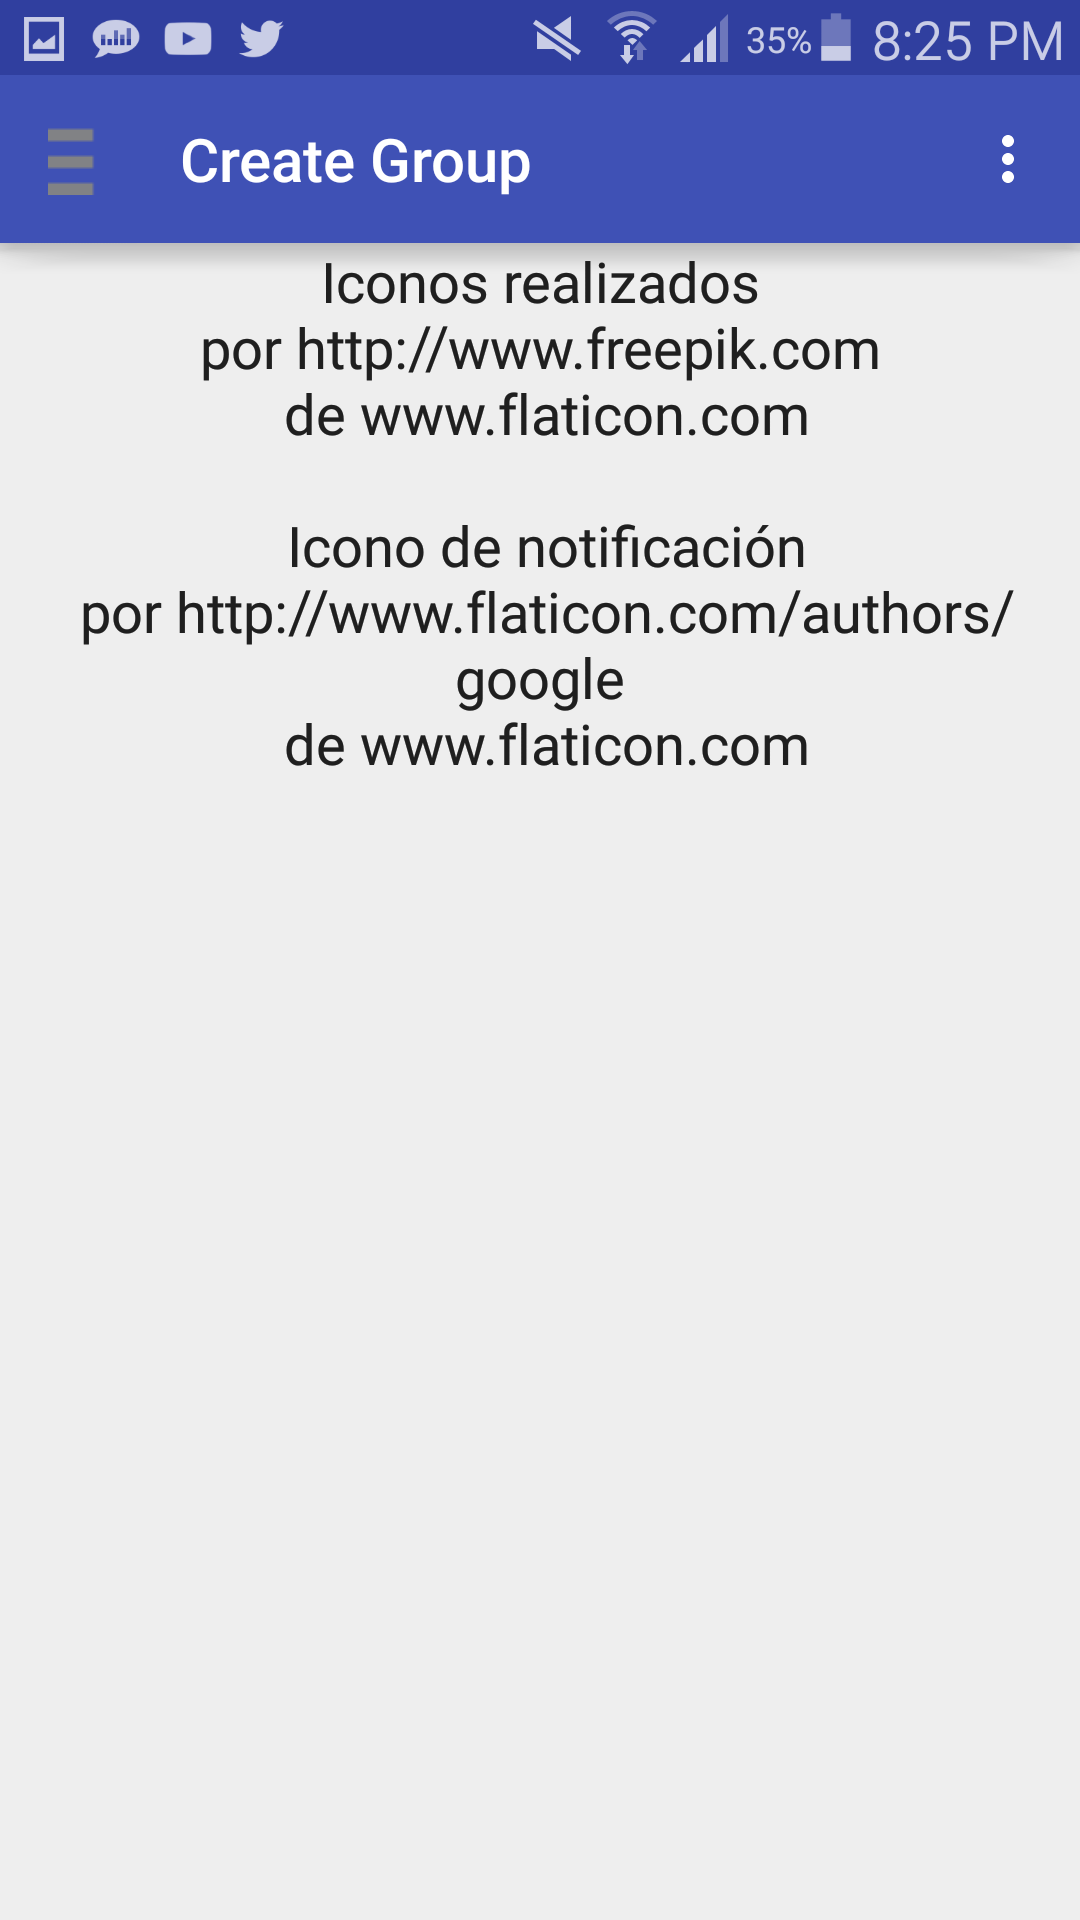 35% 8:25 PM
Create Group
Iconos realizados
por http://www.freepik.com
de www.flaticon.com
Icono de notificación
por http://www.flaticon.com/authors/
google
de www.flaticon.com